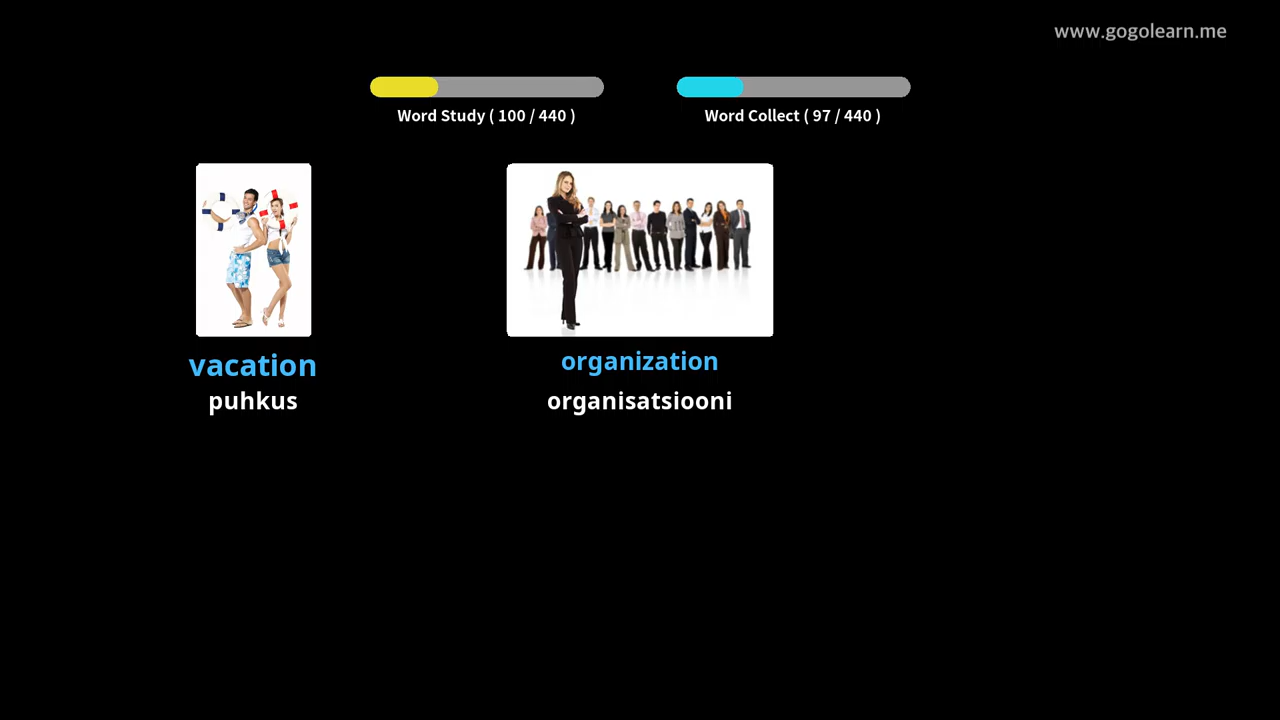 www.gogolearn.me
Word Study ( 100 / 440 )
Word Collect ( 97 / 440 )
vacation
puhkus
organization
organisatsiooni